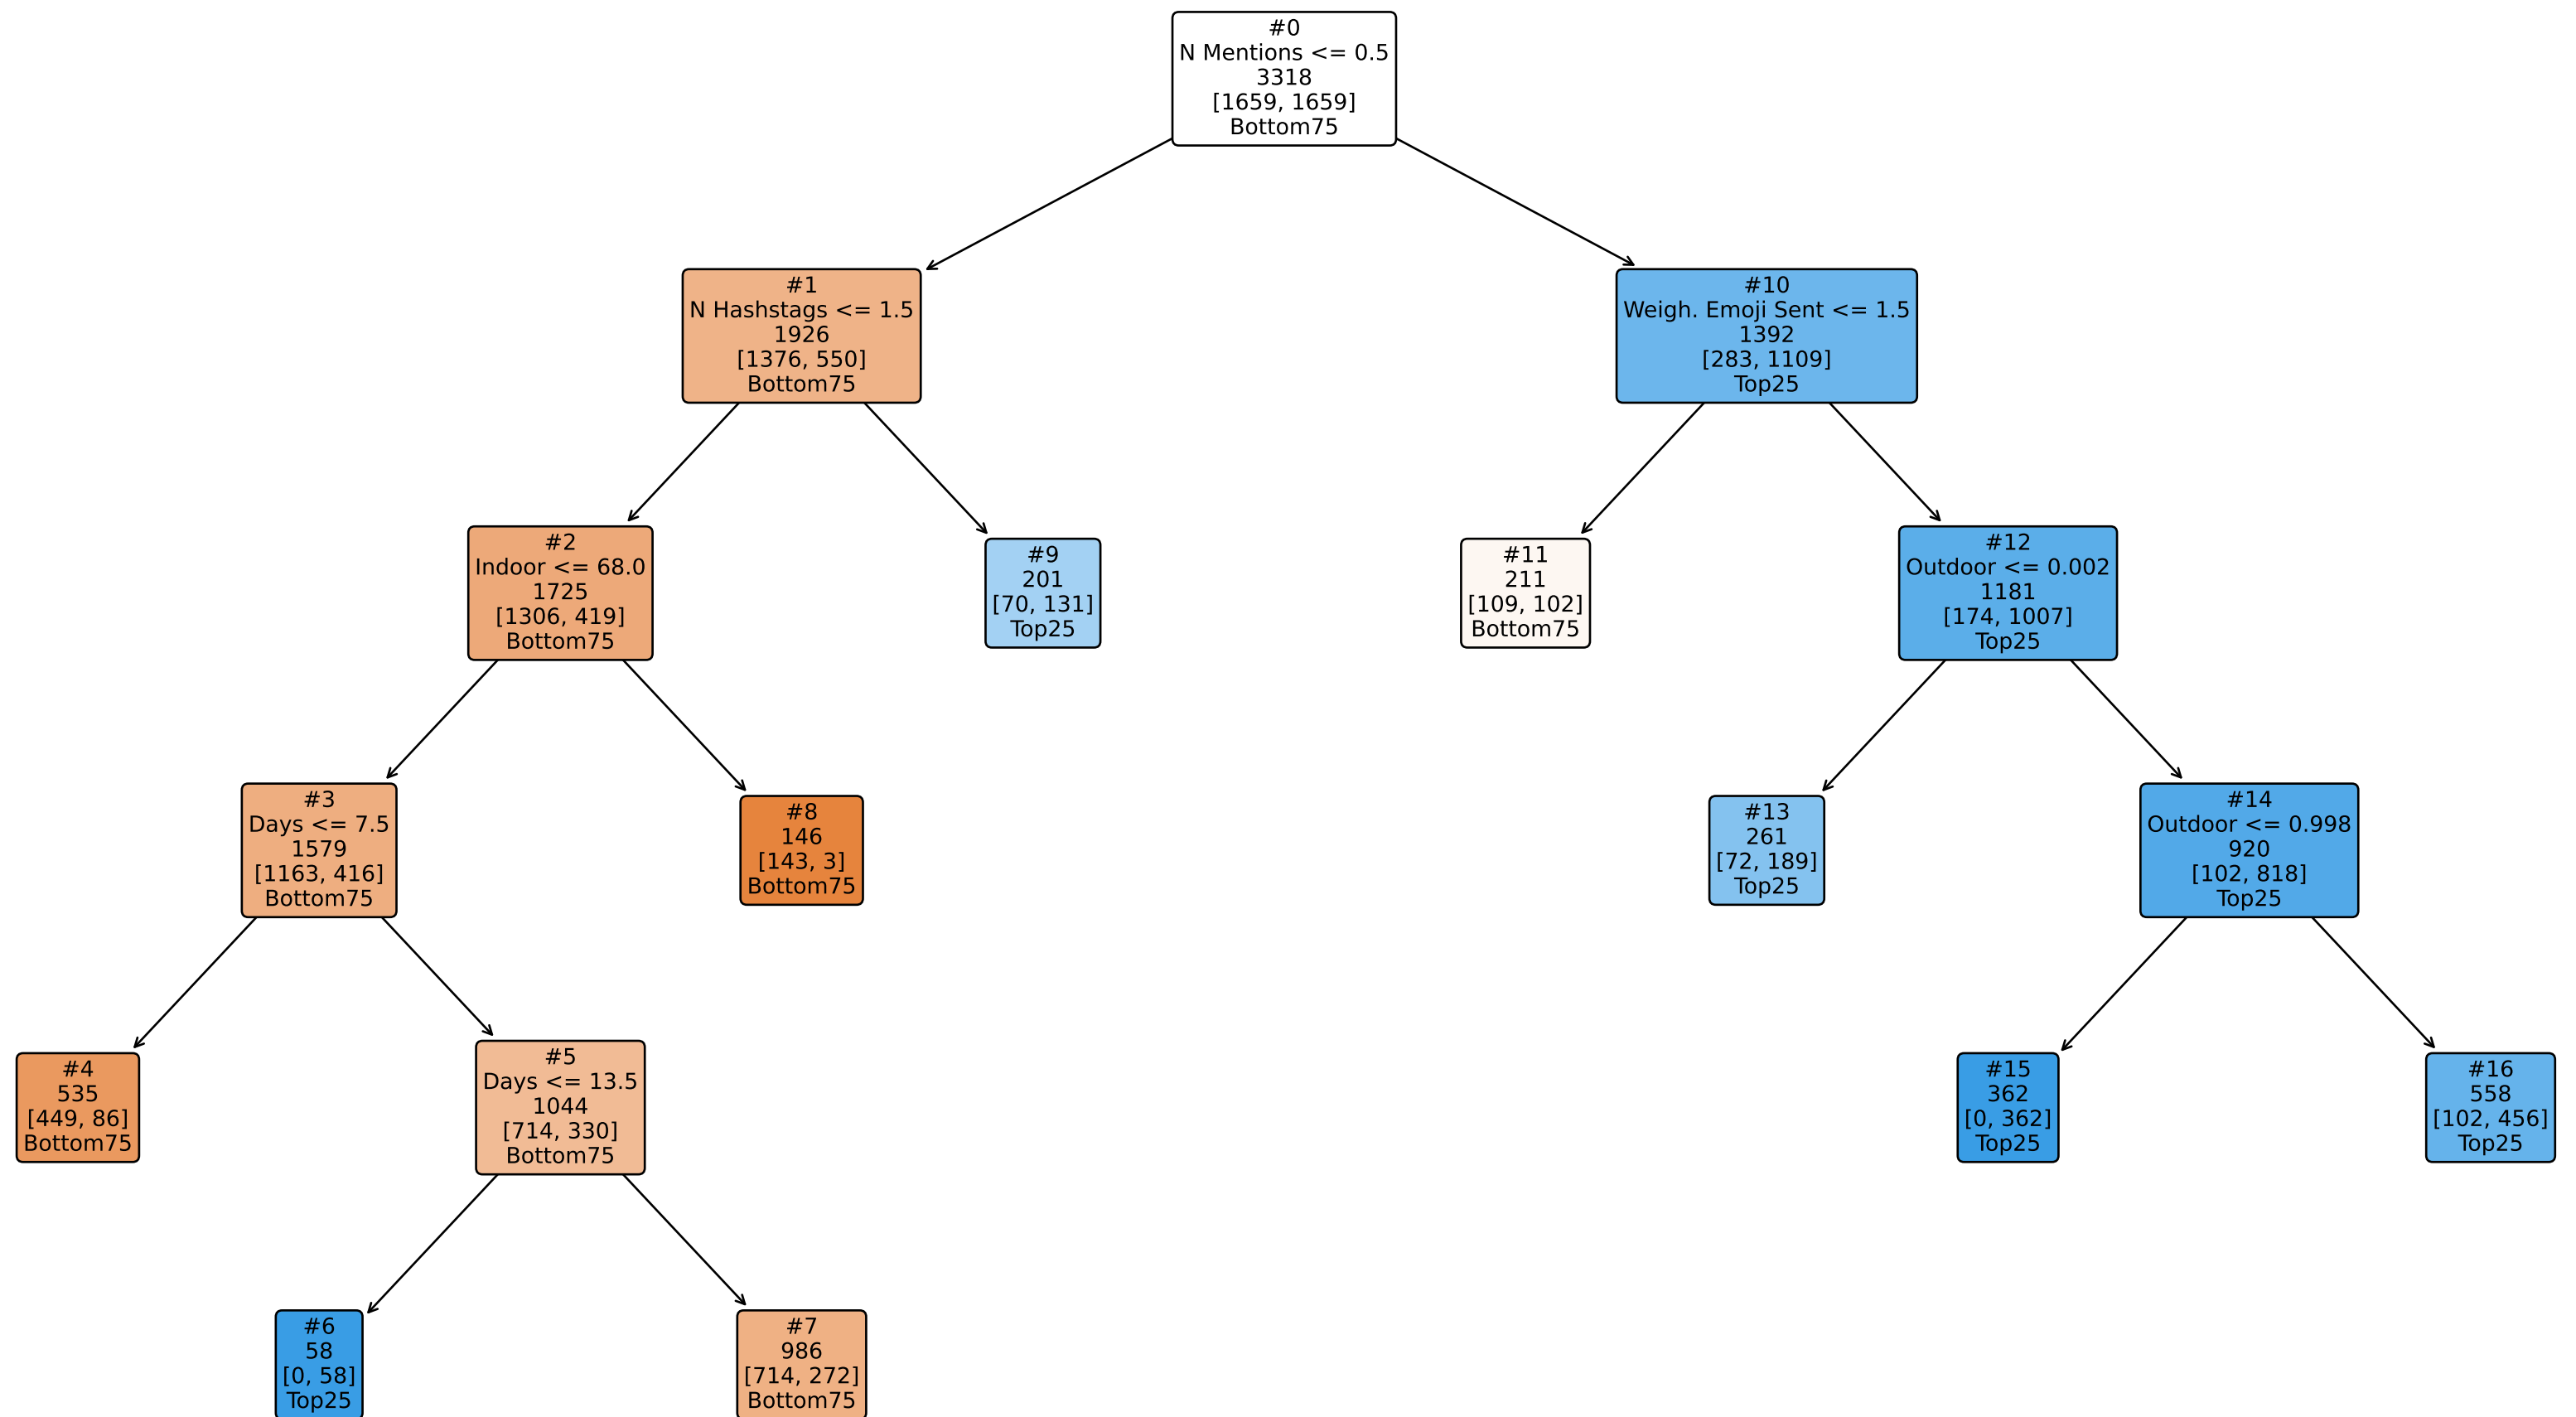 #0
N Mentions <= 0.5
3318
[1659, 1659]
Bottom75
#1
N Hashstags <= 1.5
1926
[1376, 550]
Bottom75
#10
Weigh. Emoji Sent <= 1.5
1392
[283, 1109]
Top25
#2
Indoor <= 68.0
1725
[1306, 419]
Bottom75
#9
201
[70, 131]
Top25
#11
211
[109, 102]
Bottom75
#12
Outdoor <= 0.002
1181
[174, 1007]
Top25
#3
Days <= 7.5
1579
[1163, 416]
Bottom75
#8
146
[143, 3]
Bottom75
#13
261
[72, 189]
Top25
#14
Outdoor <= 0.998
920
[102, 818]
Top25
#4
535
[449, 86]
Bottom75
#5
Days <= 13.5
1044
[714, 330]
Bottom75
#15
362
[0, 362]
Top25
#16
558
[102, 456]
Top25
#6
58
[0, 58]
Top25
#7
986
[714, 272]
Bottom75